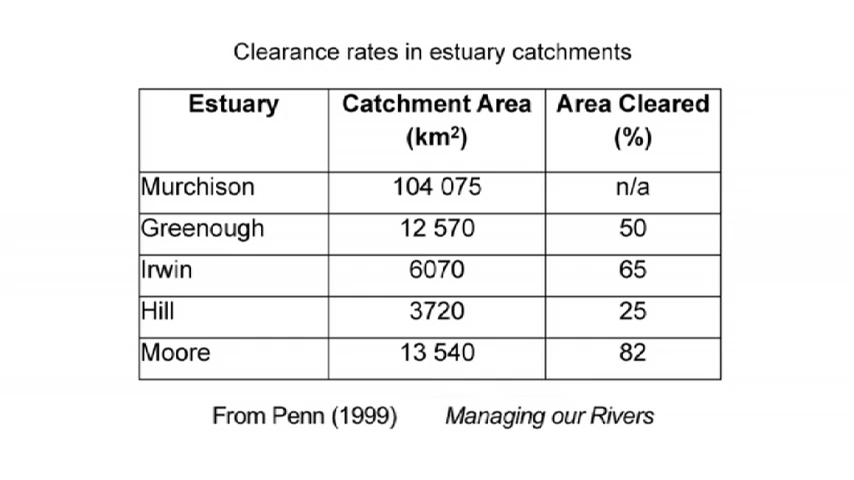 Clearance rates in estuary catchments
Estuary Catchment Area (km²) Area Cleared (%)
Murchison 104 075 n/a
Greenough 12 570 50
Irwin 6070 65
Hill 3720 25
Moore 13 540 82
From Penn (1999) Managing our Rivers